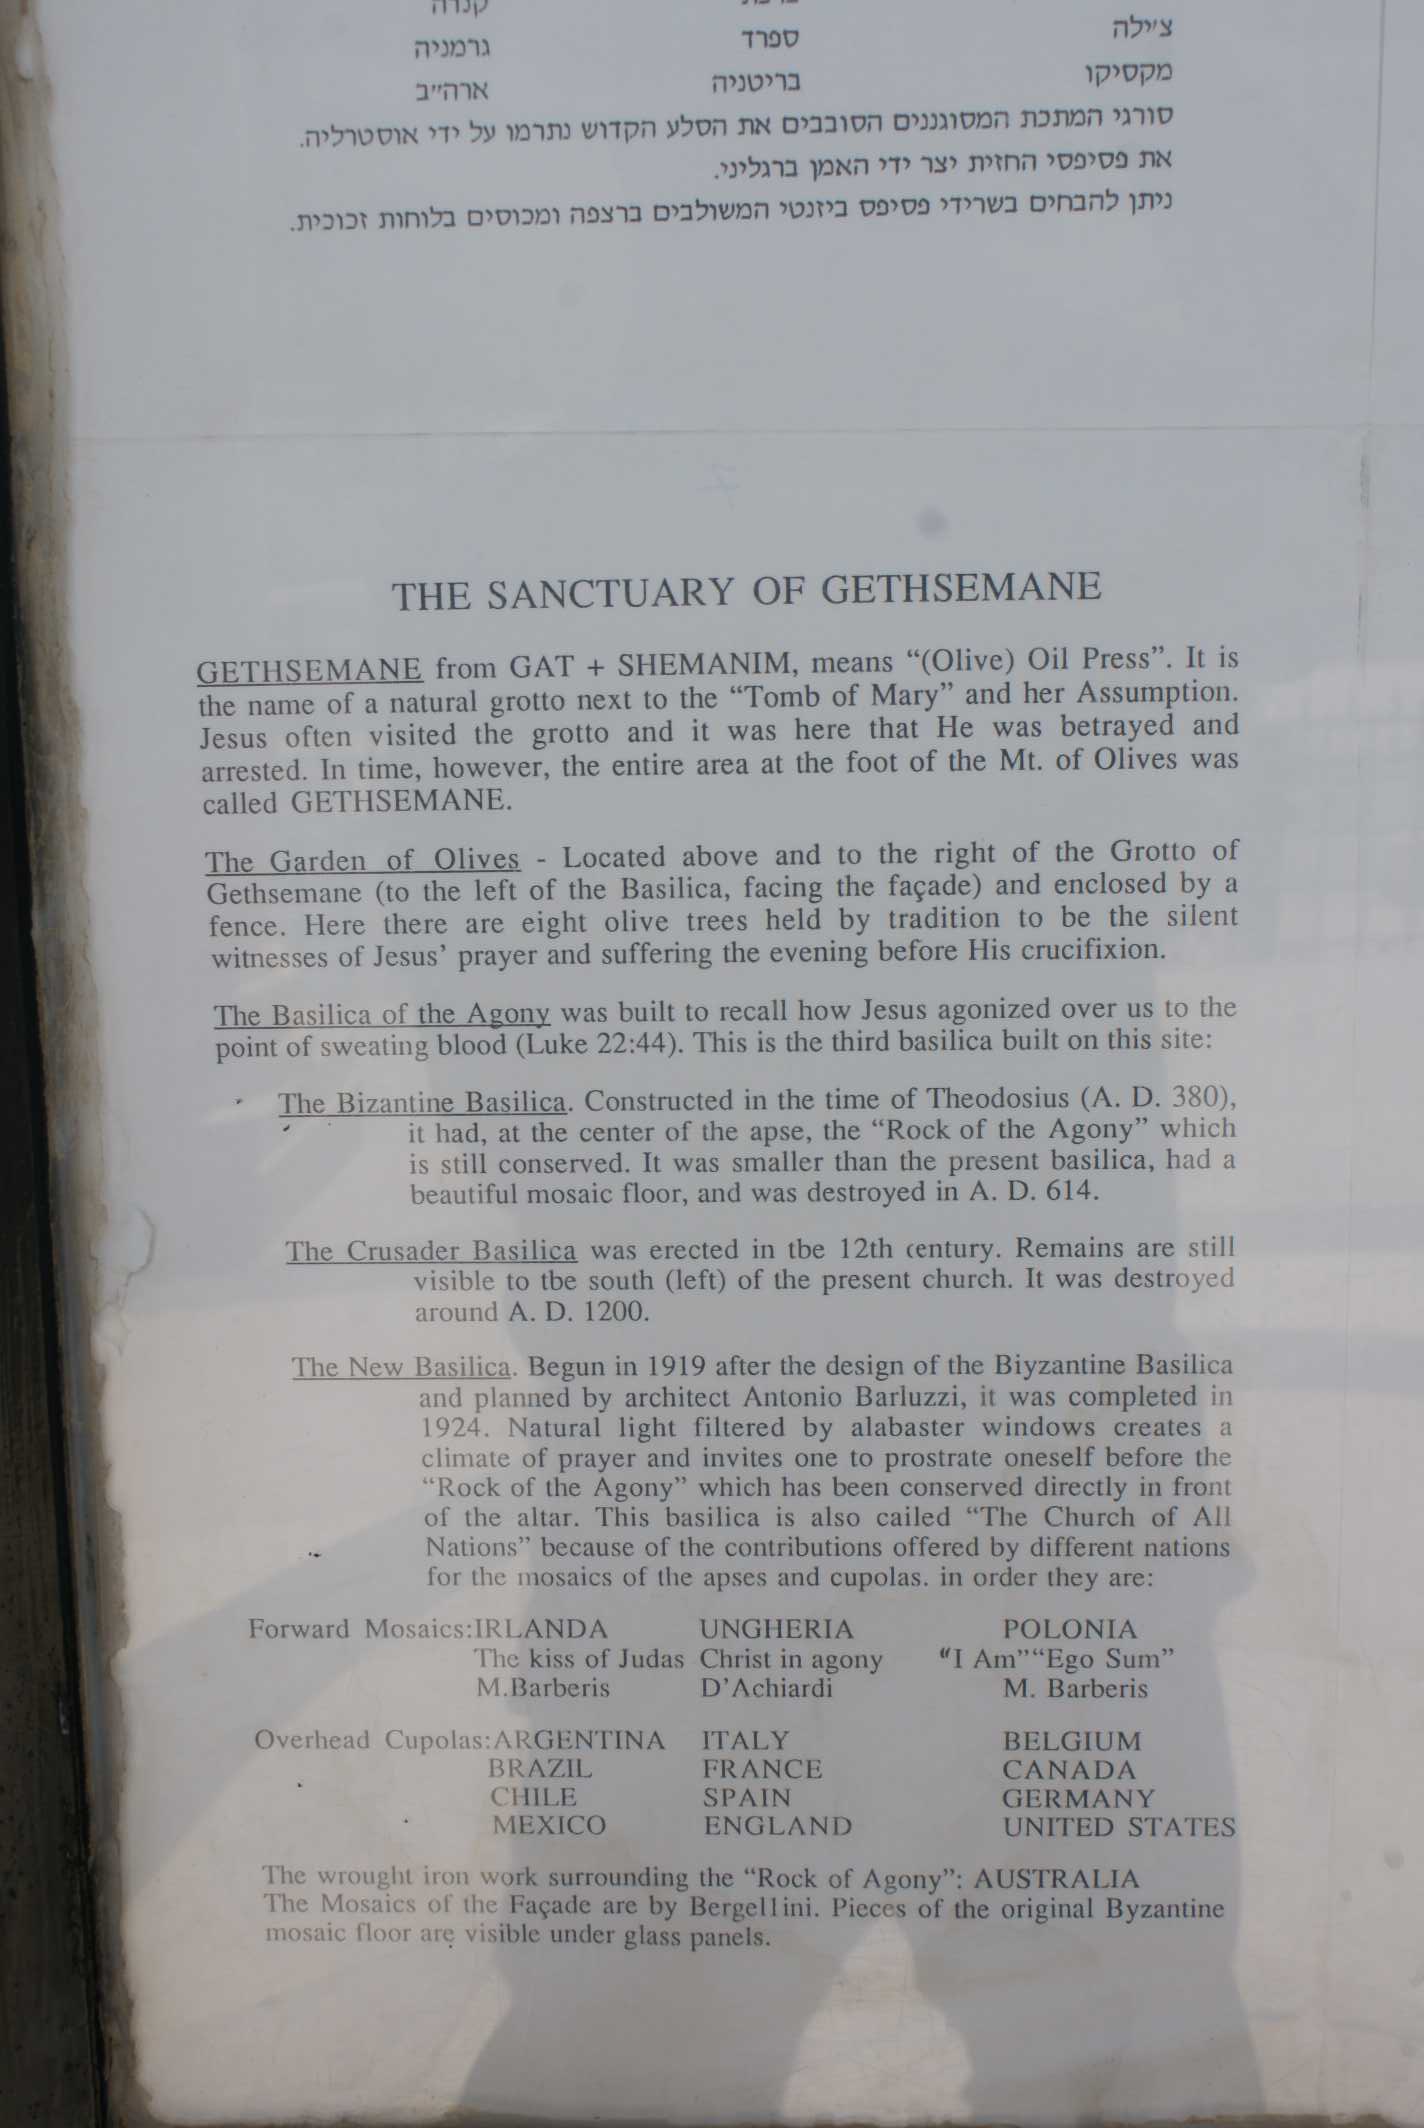 קנדה
צ׳ילה ספרד גרמניה
מקסיקו בריטניה ארה״ב
סורגי המתכת המסוגננים הסובבים את הסלע הקדוש נתרמו על ידי אוסטרליה.
את פסיפסי החזית יצר ידי האמן ברגליני.
ניתן להבחים בשרידי פסיפס ביזנטי המשולבים ברצפה ומכוסים בלוחות זכוכית.
THE SANCTUARY OF GETHSEMANE
GETHSEMANE from GAT + SHEMANIM, means “(Olive) Oil Press”. It is
the name of a natural grotto next to the “Tomb of Mary” and her Assumption.
Jesus often visited the grotto and it was here that He was betrayed and
arrested. In time, however, the entire area at the foot of the Mt. of Olives was
called GETHSEMANE.
The Garden of Olives - Located above and to the right of the Grotto of
Gethsemane (to the left of the Basilica, facing the façade) and enclosed by a
fence. Here there are eight olive trees held by tradition to be the silent
witnesses of Jesus’ prayer and suffering the evening before His crucifixion.
The Basilica of the Agony was built to recall how Jesus agonized over us to the
point of sweating blood (Luke 22:44). This is the third basilica built on this site:
The Bizantine Basilica. Constructed in the time of Theodosius (A. D. 380),
it had, at the center of the apse, the “Rock of the Agony” which
is still conserved. It was smaller than the present basilica, had a
beautiful mosaic floor, and was destroyed in A. D. 614.
The Crusader Basilica was erected in tbe 12th century. Remains are still
visible to tbe south (left) of the present church. It was destroyed
around A. D. 1200.
The New Basilica. Begun in 1919 after the design of the Biyzantine Basilica
and planned by architect Antonio Barluzzi, it was completed in
1924. Natural light filtered by alabaster windows creates a
climate of prayer and invites one to prostrate oneself before the
“Rock of the Agony” which has been conserved directly in front
of the altar. This basilica is also cailed “The Church of All
Nations” because of the contributions offered by different nations
for the mosaics of the apses and cupolas. in order they are:
Forward Mosaics:IRLANDA UNGHERIA POLONIA
The kiss of Judas Christ in agony “I Am”“Ego Sum”
M.Barberis D’Achiardi M. Barberis
Overhead Cupolas:ARGENTINA ITALY BELGIUM
BRAZIL FRANCE CANADA
CHILE SPAIN GERMANY
MEXICO ENGLAND UNITED STATES
The wrought iron work surrounding the “Rock of Agony”: AUSTRALIA
The Mosaics of the Façade are by Bergellini. Pieces of the original Byzantine
mosaic floor are visible under glass panels.